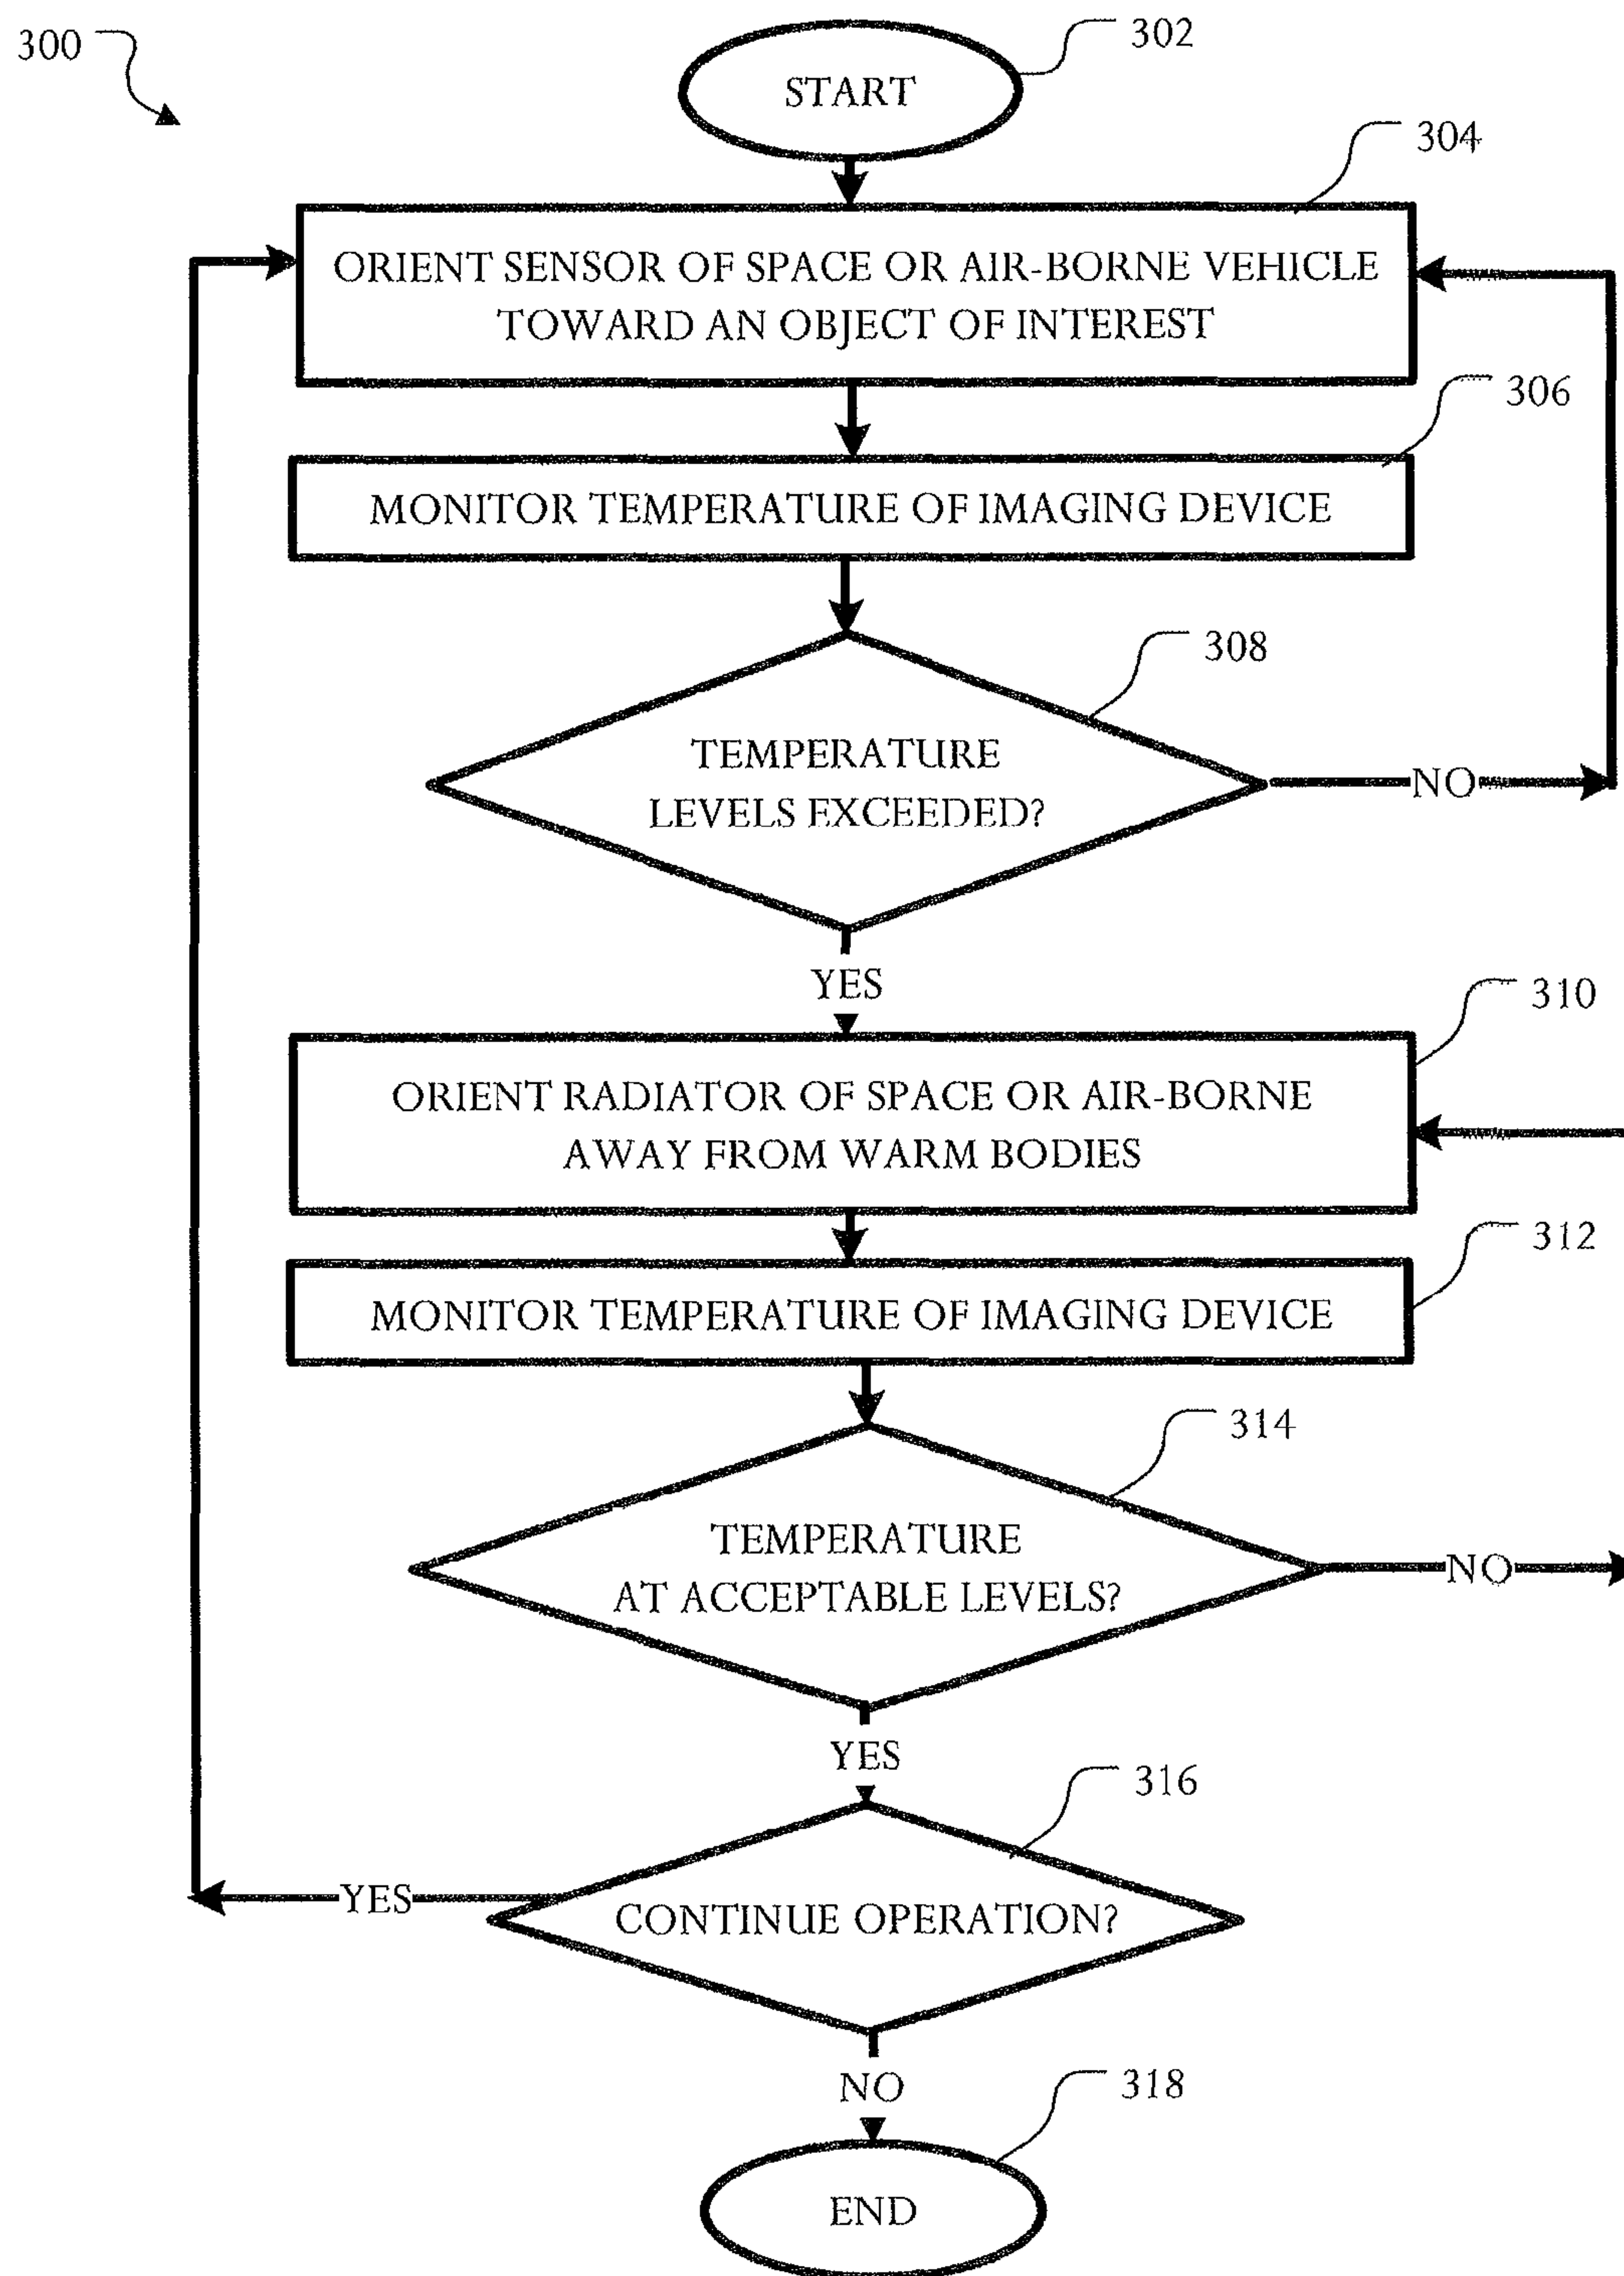 300
302
START
304
ORIENT SENSOR OF SPACE OR AIR-BORNE VEHICLE
TOWARD AN OBJECT OF INTEREST
306
MONITOR TEMPERATURE OF IMAGING DEVICE
308
TEMPERATURE
LEVELS EXCEEDED?
NO
YES
310
ORIENT RADIATOR OF SPACE OR AIR-BORNE
AWAY FROM WARM BODIES
312
MONITOR TEMPERATURE OF IMAGING DEVICE
314
TEMPERATURE
AT ACCEPTABLE LEVELS?
NO
YES
316
YES
CONTINUE OPERATION?
NO
318
END